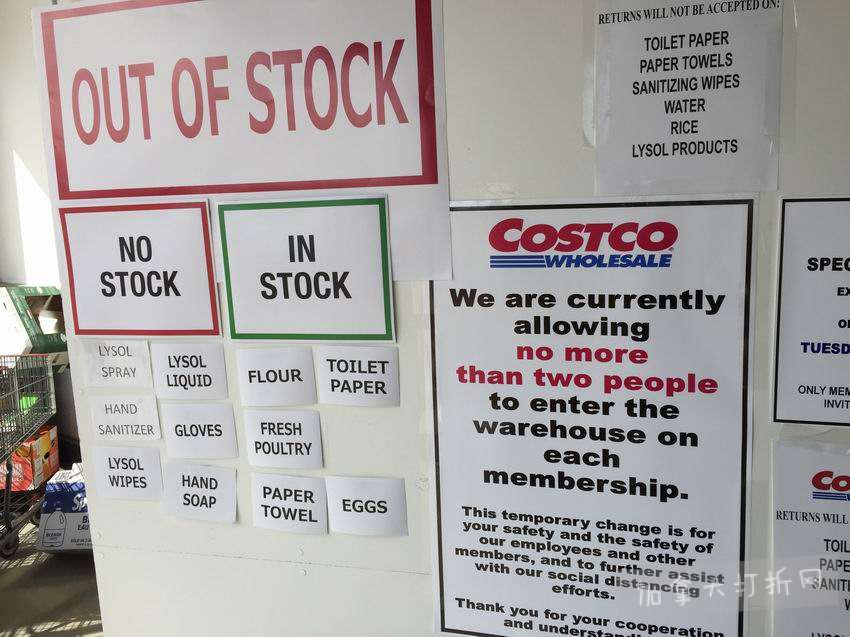 OUT OF STOCK
NO
STOCK
IN
STOCK
LYSOL
SPRAY
LYSOL
LIQUID
HAND
SANITIZER
GLOVES
LYSOL
WIPES
HAND
SOAP
FLOUR
TOILET
PAPER
FRESH
POULTRY
PAPER
TOWEL
EGGS
RETURNS WILL NOT BE ACCEPTED ON:
TOILET PAPER
PAPER TOWELS
SANITIZING WIPES
WATER
RICE
LYSOL PRODUCTS
COSTCO
WHOLESALE
We are currently
allowing
no more
than two people
to enter the
warehouse on
each
membership.
This temporary change is for
your safety and the safety of
our employees and other
members, and to further assist
with our social distancing
efforts.
Thank you for your cooperation
and
SPEC
EX
TUESD
ONLY MEM
INVIT
CO
RETURNS WILL
TOIL
PAPE
SANIT
加拿大打折网